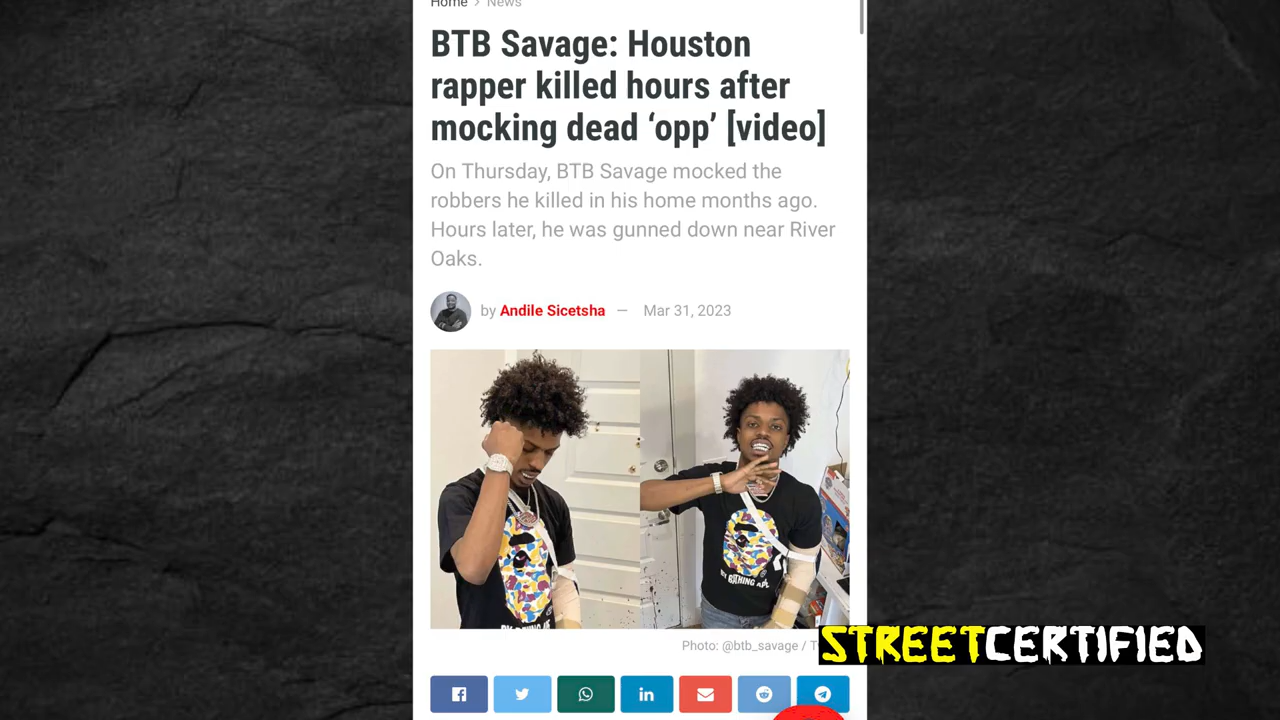 Home > News
BTB Savage: Houston
rapper killed hours after
mocking dead ‘opp’ [video]
On Thursday, BTB Savage mocked the
robbers he killed in his home months ago.
Hours later, he was gunned down near River
Oaks.
by Andile Sicetsha — Mar 31, 2023
Photo: @btb_savage /
STREETCERTIFIED